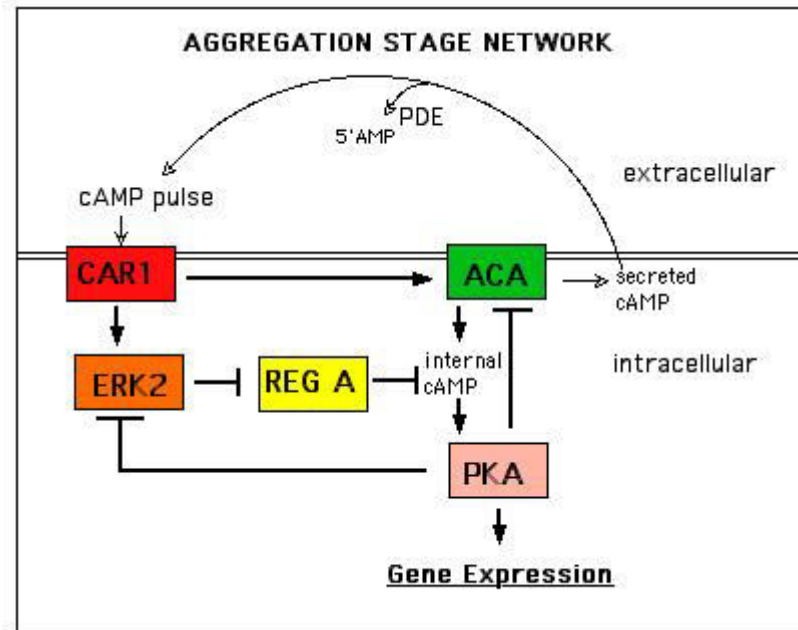 AGGREGATION STAGE NETWORK
PDE
5'AMP
extracellular
cAMP pulse
CAR1
ACA
secreted
cAMP
intracellular
ERK2
REG A
internal
cAMP
PKA
Gene Expression